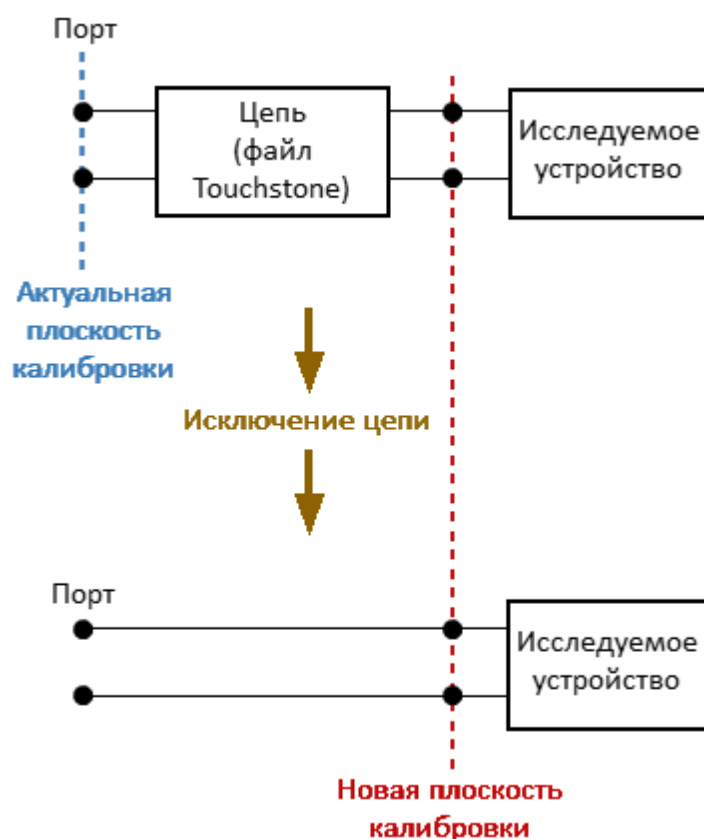 Порт
Цепь
(файл
Touchstone)
Исследуемое
устройство
Актуальная
плоскость
калибровки
Исключение цепи
Порт
Исследуемое
устройство
Новая плоскость
калибровки